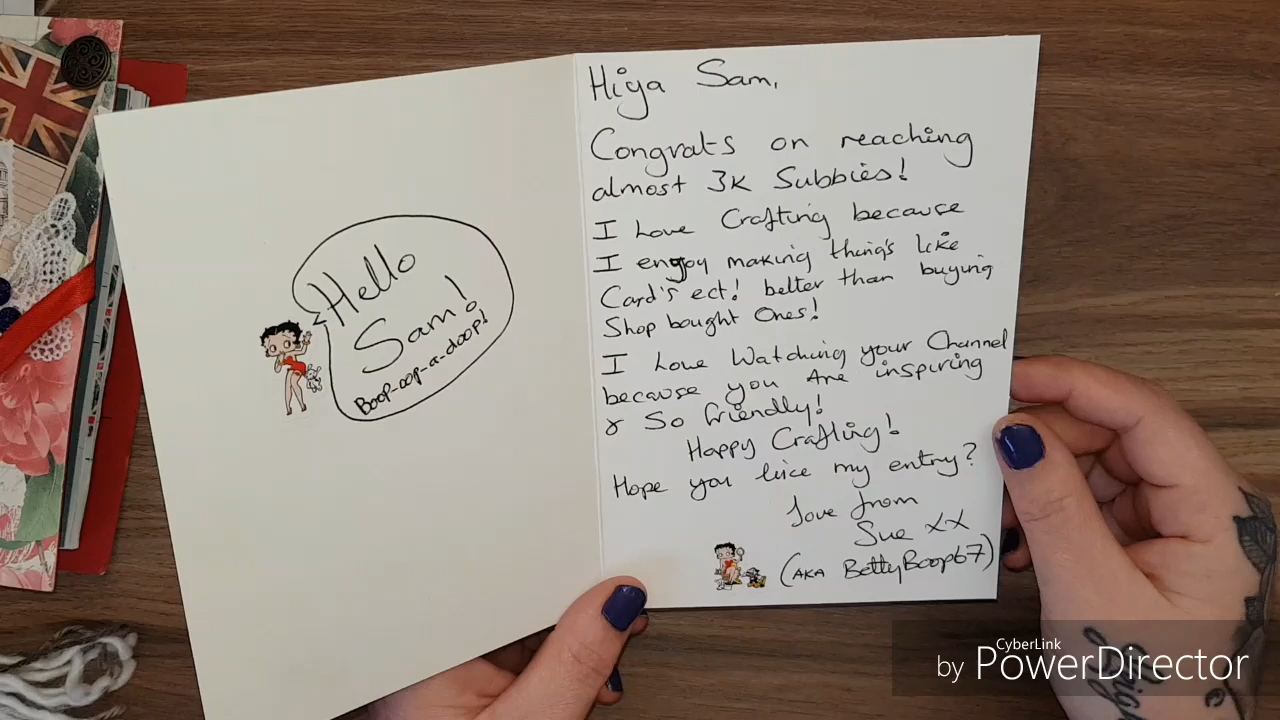 Hello
Sam!
Boop-oop-a-doop!
Hiya Sam,
Congrats on reaching
almost 3K Subbies!
I Love Crafting because
I enjoy making thing's like
Card's ect! better than buying
Shop bought Ones!
I Love Watching your Channel
because you Are inspiring
& So friendly!
Happy Crafting!
Hope you like my entry?
Love from
Sue XX
(AKA BettyBoop67)
CyberLink
by PowerDirector